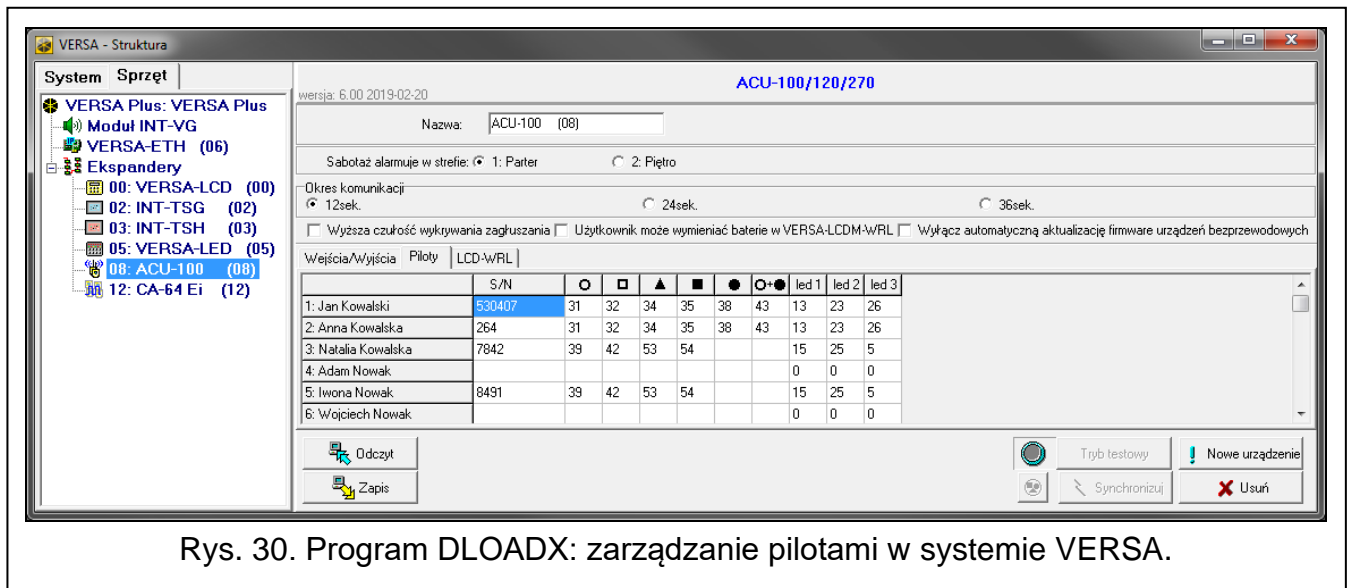 VERSA - Struktura
System Sprzęt
VERSA Plus: VERSA Plus
Moduł INT-VG
VERSA-ETH (06)
Ekspandery
00: VERSA-LCD (00)
02: INT-TSG (02)
03: INT-TSH (03)
05: VERSA-LED (05)
08: ACU-100 (08)
12: CA-64 Ei (12)
ACU-100/120/270
wersja: 6.00 2019-02-20
Nazwa: ACU-100 (08)
Sabotaż alarmuje w strefie: 1: Parter 2: Piętro
Okres komunikacji
12sek. 24sek. 36sek.
Wyższa czułość wykrywania zagłuszania Użytkownik może wymieniać baterie w VERSA-LCDM-WRL Wyłącz automatyczną aktualizację firmware urządzeń bezprzewodowych
Wejścia/Wyjścia Piloty LCD-WRL
S/N led 1 led 2 led 3
1: Jan Kowalski 530407 31 32 34 35 38 43 13 23 26
2: Anna Kowalska 264 31 32 34 35 38 43 13 23 26
3: Natalia Kowalska 7842 39 42 53 54 15 25 5
4: Adam Nowak 0 0 0
5: Iwona Nowak 8491 39 42 53 54 15 25 5
6: Wojciech Nowak 0 0 0
Odczyt Tryb testowy Nowe urządzenie
Zapis Synchronizuj Usuń
Rys. 30. Program DLOADX: zarządzanie pilotami w systemie VERSA.